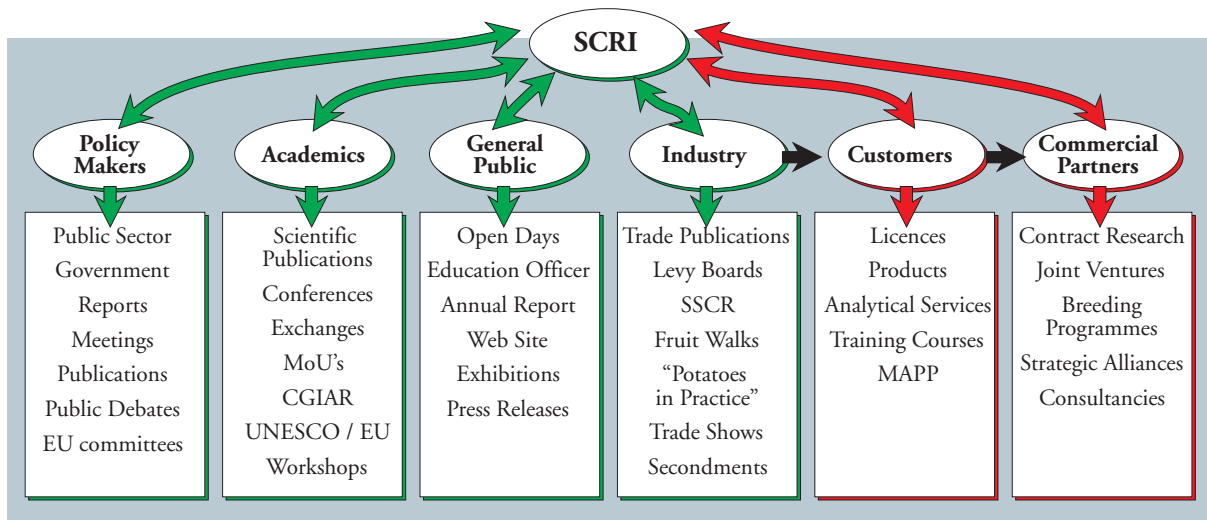 SCRI
Policy
Makers
Academics
General
Public
Industry
Customers
Commercial
Partners
Public Sector
Government
Reports
Meetings
Publications
Public Debates
EU committees
Scientific
Publications
Conferences
Exchanges
MoU's
CGIAR
UNESCO / EU
Workshops
Open Days
Education Officer
Annual Report
Web Site
Exhibitions
Press Releases
Trade Publications
Levy Boards
SSCR
Fruit Walks
“Potatoes
in Practice”
Trade Shows
Secondments
Licences
Products
Analytical Services
Training Courses
MAPP
Contract Research
Joint Ventures
Breeding
Programmes
Strategic Alliances
Consultancies